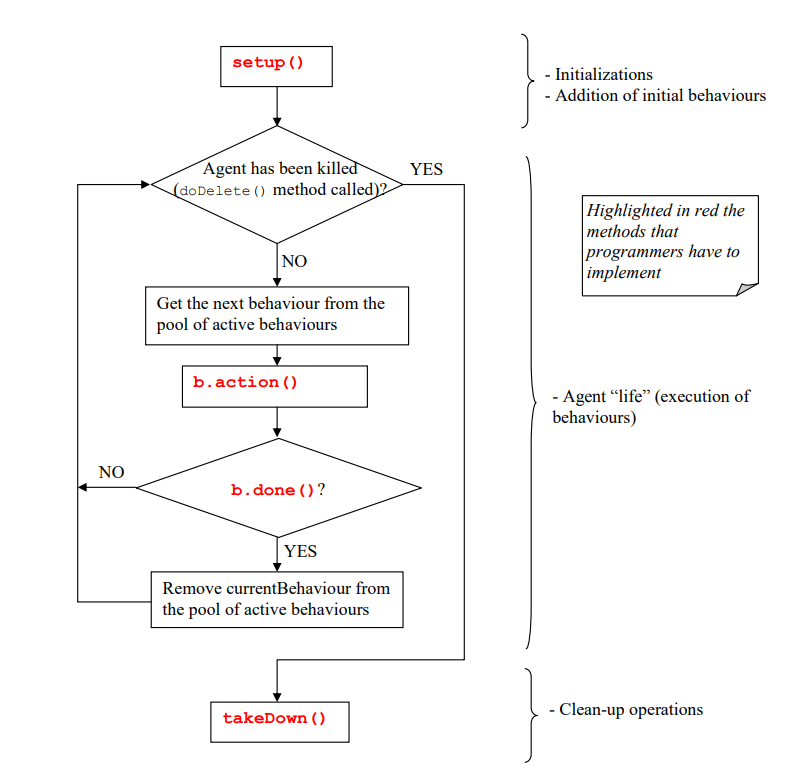 setup()
- Initializations
- Addition of initial behaviours
Agent has been killed
(doDelete() method called)?
YES
Highlighted in red the
methods that
programmers have to
implement
NO
Get the next behaviour from the
pool of active behaviours
b.action()
- Agent “life” (execution of
behaviours)
NO
b.done()?
YES
Remove currentBehaviour from
the pool of active behaviours
takeDown()
- Clean-up operations